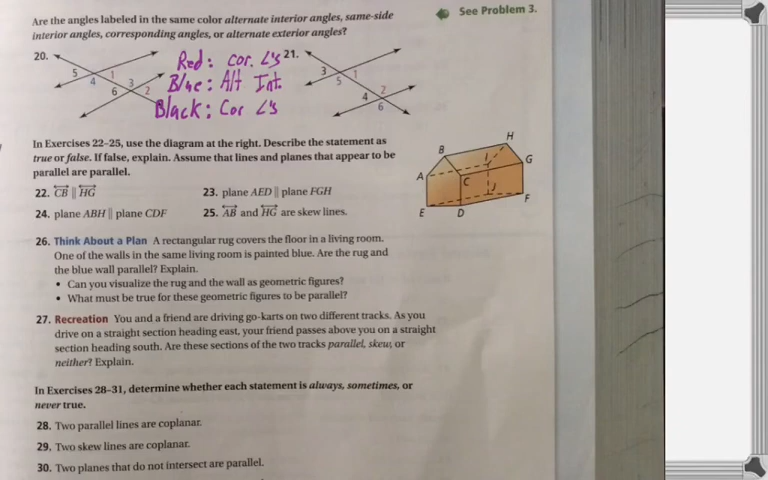 See Problem 3.
Are the angles labeled in the same color alternate interior angles, same-side
interior angles, corresponding angles, or alternate exterior angles?
20.
5
4
1
6
3
2
Red: cor. ∠'s
Blue: Alt Int.
Black: Cor ∠'s
21.
3
5
1
4
2
6
In Exercises 22–25, use the diagram at the right. Describe the statement as
true or false. If false, explain. Assume that lines and planes that appear to be
parallel are parallel.
22. CB ∥ HG
23. plane AED ∥ plane FGH
24. plane ABH ∥ plane CDF
25. AB and HG are skew lines.
H
B
G
A
C
I
J
F
E
D
26. Think About a Plan A rectangular rug covers the floor in a living room.
One of the walls in the same living room is painted blue. Are the rug and
the blue wall parallel? Explain.
• Can you visualize the rug and the wall as geometric figures?
• What must be true for these geometric figures to be parallel?
27. Recreation You and a friend are driving go-karts on two different tracks. As you
drive on a straight section heading east, your friend passes above you on a straight
section heading south. Are these sections of the two tracks parallel, skew, or
neither? Explain.
In Exercises 28–31, determine whether each statement is always, sometimes, or
never true.
28. Two parallel lines are coplanar.
29. Two skew lines are coplanar.
30. Two planes that do not intersect are parallel.